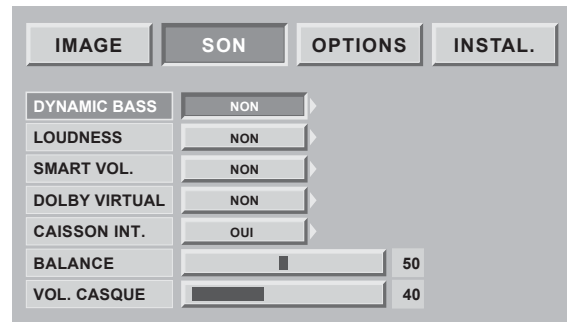 IMAGE SON OPTIONS INSTAL.
DYNAMIC BASS NON
LOUDNESS NON
SMART VOL. NON
DOLBY VIRTUAL NON
CAISSON INT. OUI
BALANCE 50
VOL. CASQUE 40